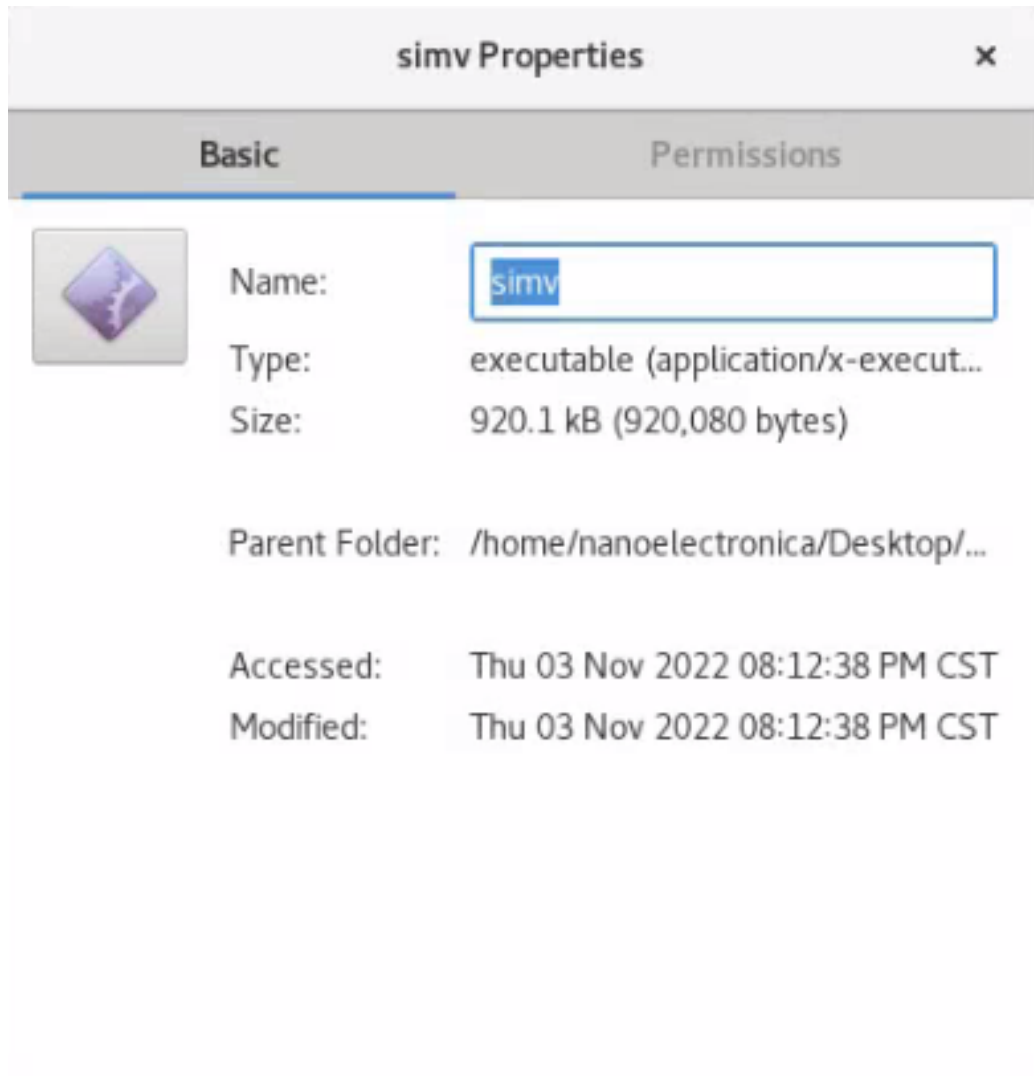 simv Properties ×
Basic Permissions
Name: simv
Type: executable (application/x-execut...
Size: 920.1 kB (920,080 bytes)
Parent Folder: /home/nanoelectronica/Desktop/...
Accessed: Thu 03 Nov 2022 08:12:38 PM CST
Modified: Thu 03 Nov 2022 08:12:38 PM CST